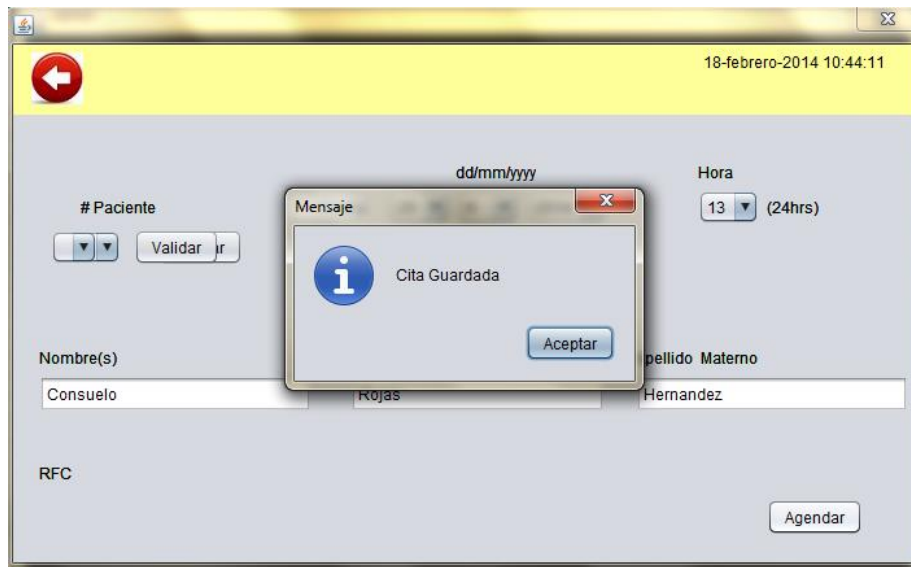 18-febrero-2014 10:44:11
dd/mm/yyyy
Hora
# Paciente
Mensaje
13 (24hrs)
Validar r
Cita Guardada
Aceptar
Nombre(s)
pellido Materno
Consuelo
Rojas
Hernandez
RFC
Agendar